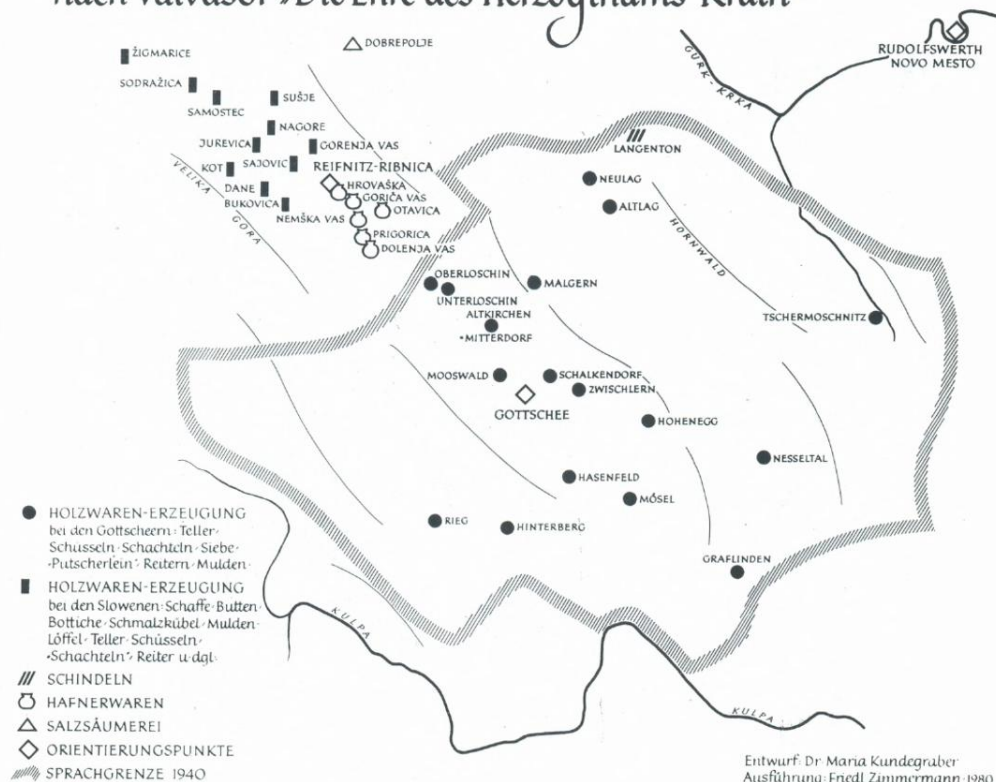 nach Valvasor »Die Ehre des Herzogthums Krain
DOBREPOLJE
ŽIGMARICE
SODRAŽICA
SAMOSTEC
SUŠJE
NAGORE
JUREVICA
GORENJA VAS
KOT
SAJOVIC
REIFNITZ-RIBNICA
DANE
HROVAŠKA
GORIČA VAS
BUKOVICA
OTAVICA
NEMŠKA VAS
PRIGORICA
DOLENJA VAS
VELIKA GORA
GURK-KRKA
RUDOLFSWERTH
NOVO MESTO
LANGENTON
NEULAG
ALTLAG
HORNWALD
OBERLOSCHIN
UNTERLOSCHIN
MALGERN
ALTKIRCHEN
•MITTERDORF
TSCHERMOSCHNITZ
MOOSWALD
SCHALKENDORF
ZWISCHLERN
GOTTSCHEE
HOHENEGG
NESSELTAL
HASENFELD
MÖSEL
RIEG
HINTERBERG
GRAFLINDEN
KULPA
KULPA
HOLZWAREN-ERZEUGUNG
bei den Gottscheern: Teller·
Schüsseln·Schachteln·Siebe·
"Putscherlein"·Reitern·Mulden·
HOLZWAREN-ERZEUGUNG
bei den Slowenen: Schaffe·Butten·
Bottiche·Schmalzkübel·Mulden·
Löffel·Teller·Schüsseln·
"Schachteln"·Reiter u·dgl·
SCHINDELN
HAFNERWAREN
SALZSÄUMEREI
ORIENTIERUNGSPUNKTE
SPRACHGRENZE 1940
Entwurf: Dr Maria Kundegraber
Ausführung: Friedl Zimmermann·1980